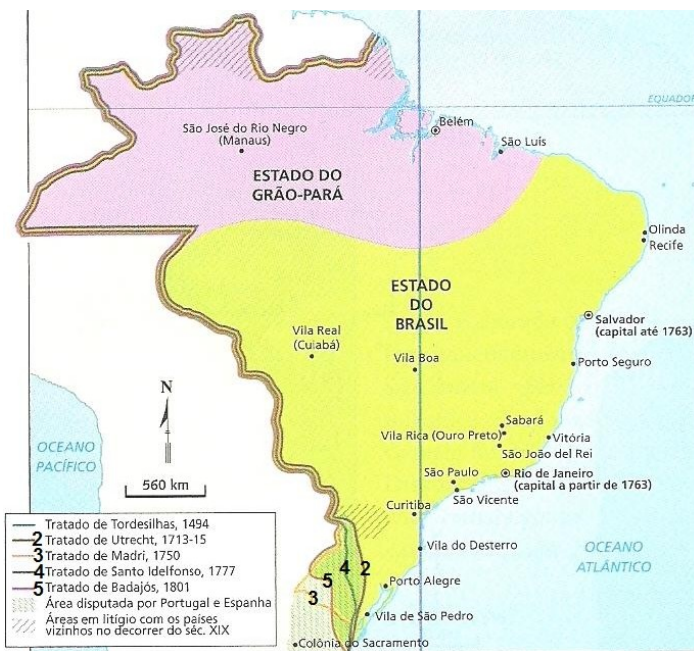 EQUADOR
Belém
São José do Rio Negro
(Manaus)
São Luís
ESTADO DO
GRÃO-PARÁ
Olinda
Recife
ESTADO
DO
BRASIL
Salvador
(capital até 1763)
Vila Real
(Cuiabá)
Vila Boa
Porto Seguro
N
Sabará
Vila Rica (Ouro Preto)
Vitória
São João del Rei
OCEANO
PACÍFICO
São Paulo
Rio de Janeiro
(capital a partir de 1763)
São Vicente
560 km
Curitiba
Tratado de Tordesilhas, 1494
2 Tratado de Utrecht, 1713-15
3 Tratado de Madri, 1750
4 Tratado de Santo Idelfonso, 1777
5 Tratado de Badajós, 1801
Área disputada por Portugal e Espanha
Áreas em litígio com os países
vizinhos no decorrer do séc. XIX
Vila do Desterro
OCEANO
ATLÂNTICO
4 2
5
3
Porto Alegre
Vila de São Pedro
Colônia do Sacramento